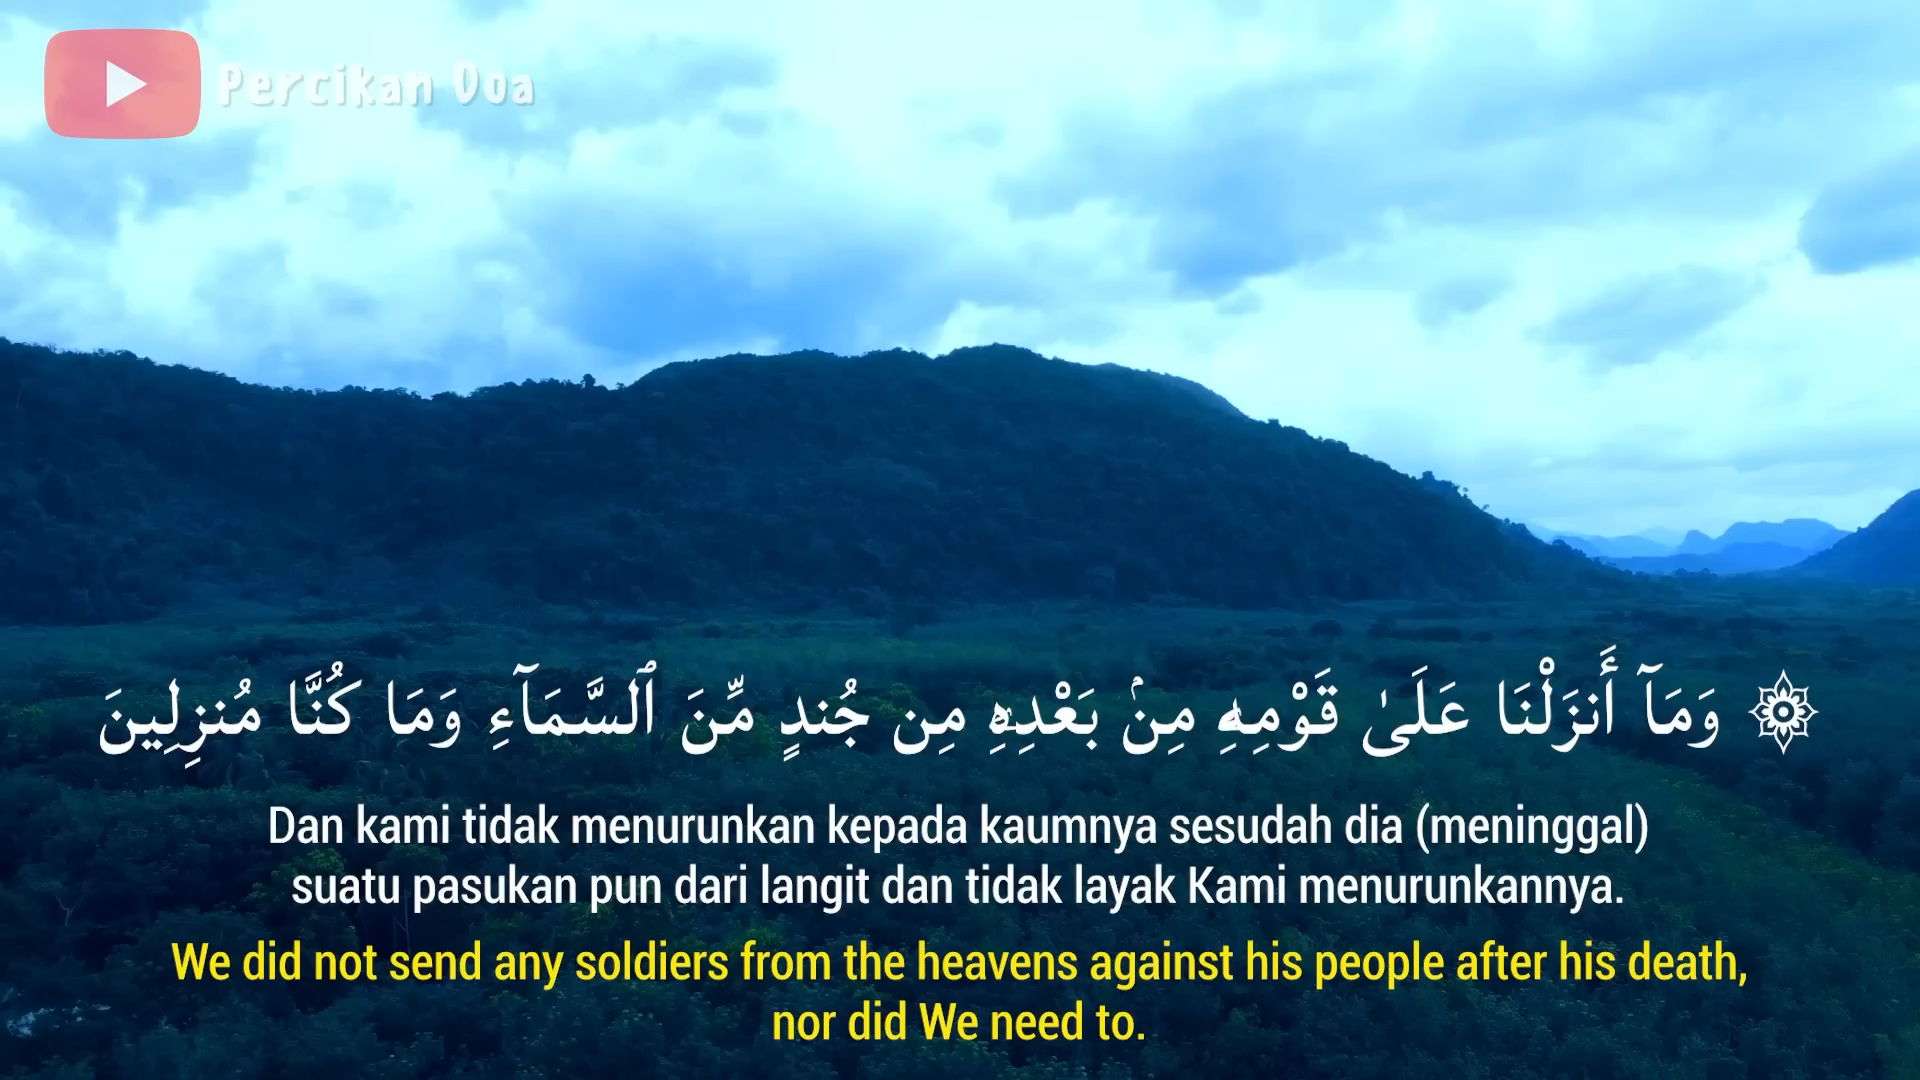 Percikan Doa
۞ وَمَآ أَنزَلْنَا عَلَىٰ قَوْمِهِۦ مِنۢ بَعْدِهِۦ مِن جُندٍ مِّنَ ٱلسَّمَآءِ وَمَا كُنَّا مُنزِلِينَ
Dan kami tidak menurunkan kepada kaumnya sesudah dia (meninggal)
suatu pasukan pun dari langit dan tidak layak Kami menurunkannya.
We did not send any soldiers from the heavens against his people after his death,
nor did We need to.